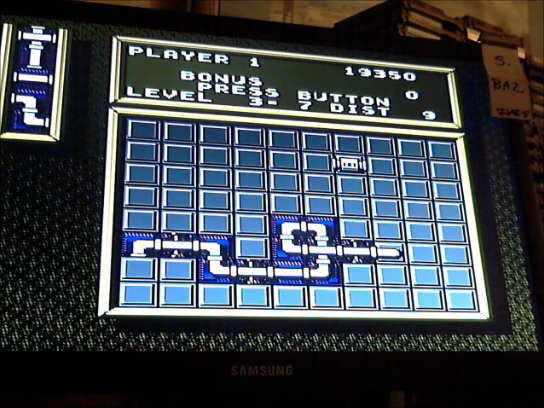 PLAYER 1
19350
BONUS 0
PRESS BUTTON
LEVEL 3- 7 DIST 9
S.
BAZ
SAMSUNG